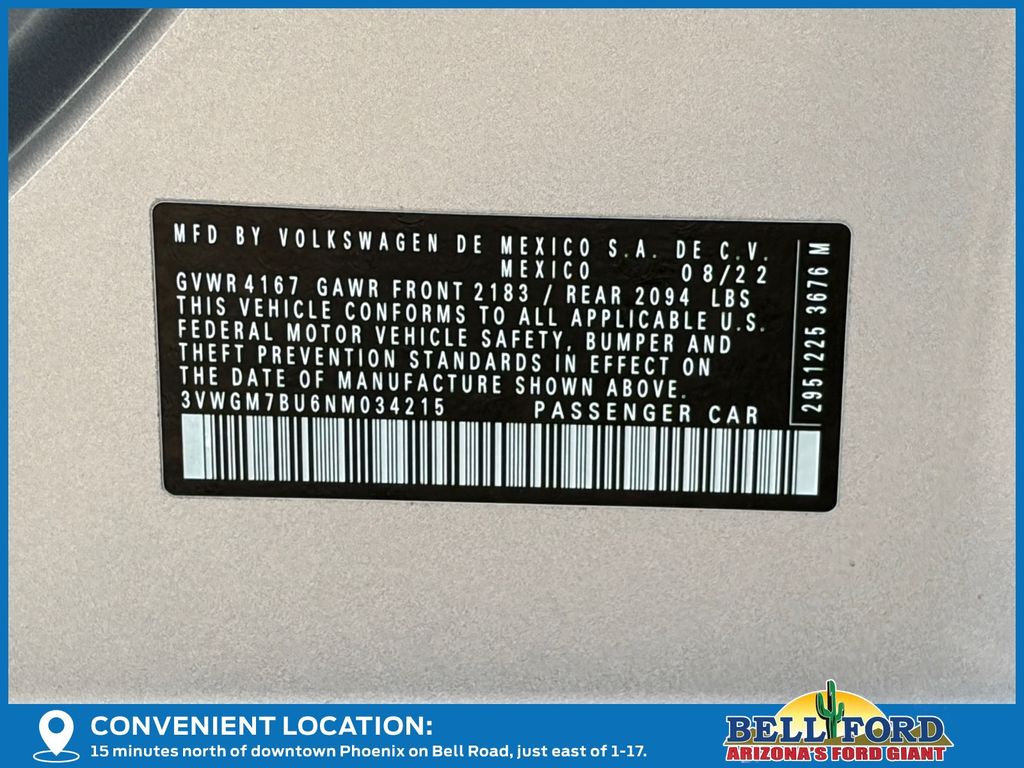 MFD BY VOLKSWAGEN DE MEXICO S.A. DE C.V.
MEXICO 08/22
GVWR 4167 GAWR FRONT 2183 / REAR 2094 LBS
THIS VEHICLE CONFORMS TO ALL APPLICABLE U.S.
FEDERAL MOTOR VEHICLE SAFETY, BUMPER AND
THEFT PREVENTION STANDARDS IN EFFECT ON
THE DATE OF MANUFACTURE SHOWN ABOVE.
3VWGM7BU6NM034215 PASSENGER CAR
2951225 3676 M
CONVENIENT LOCATION:
15 minutes north of downtown Phoenix on Bell Road, just east of 1-17.
BELL FORD
ARIZONA'S FORD GIANT